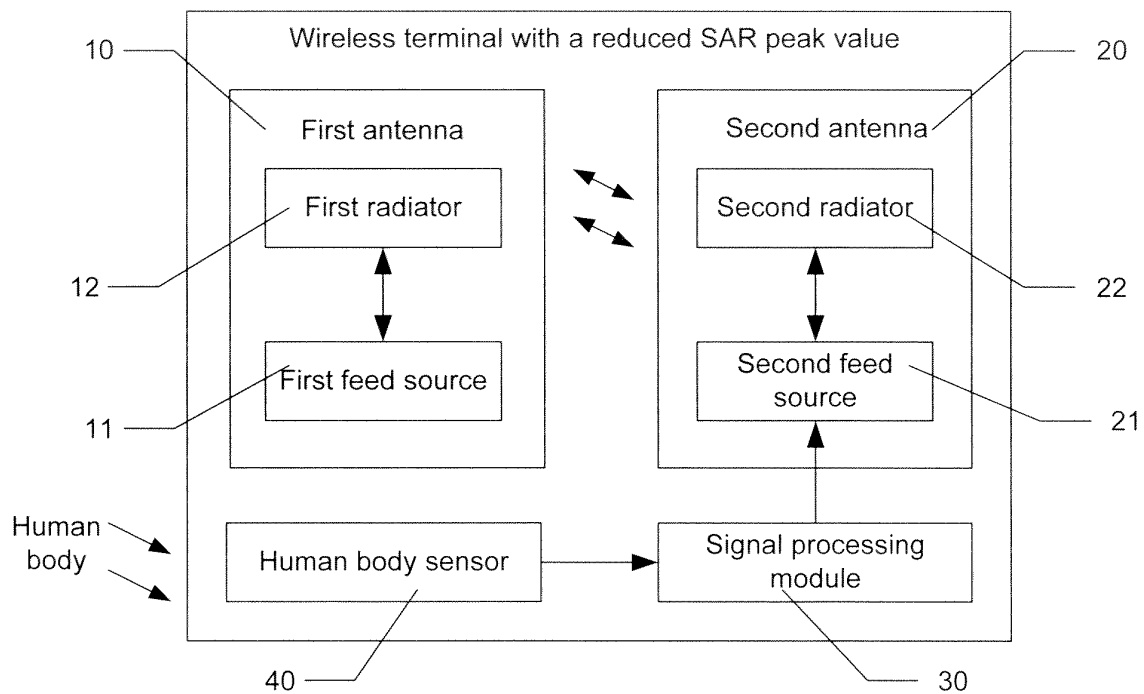 Wireless terminal with a reduced SAR peak value
10
20
First antenna
Second antenna
First radiator
Second radiator
12
22
First feed source
Second feed
source
11
21
Human
body
Human body sensor
Signal processing
module
40
30